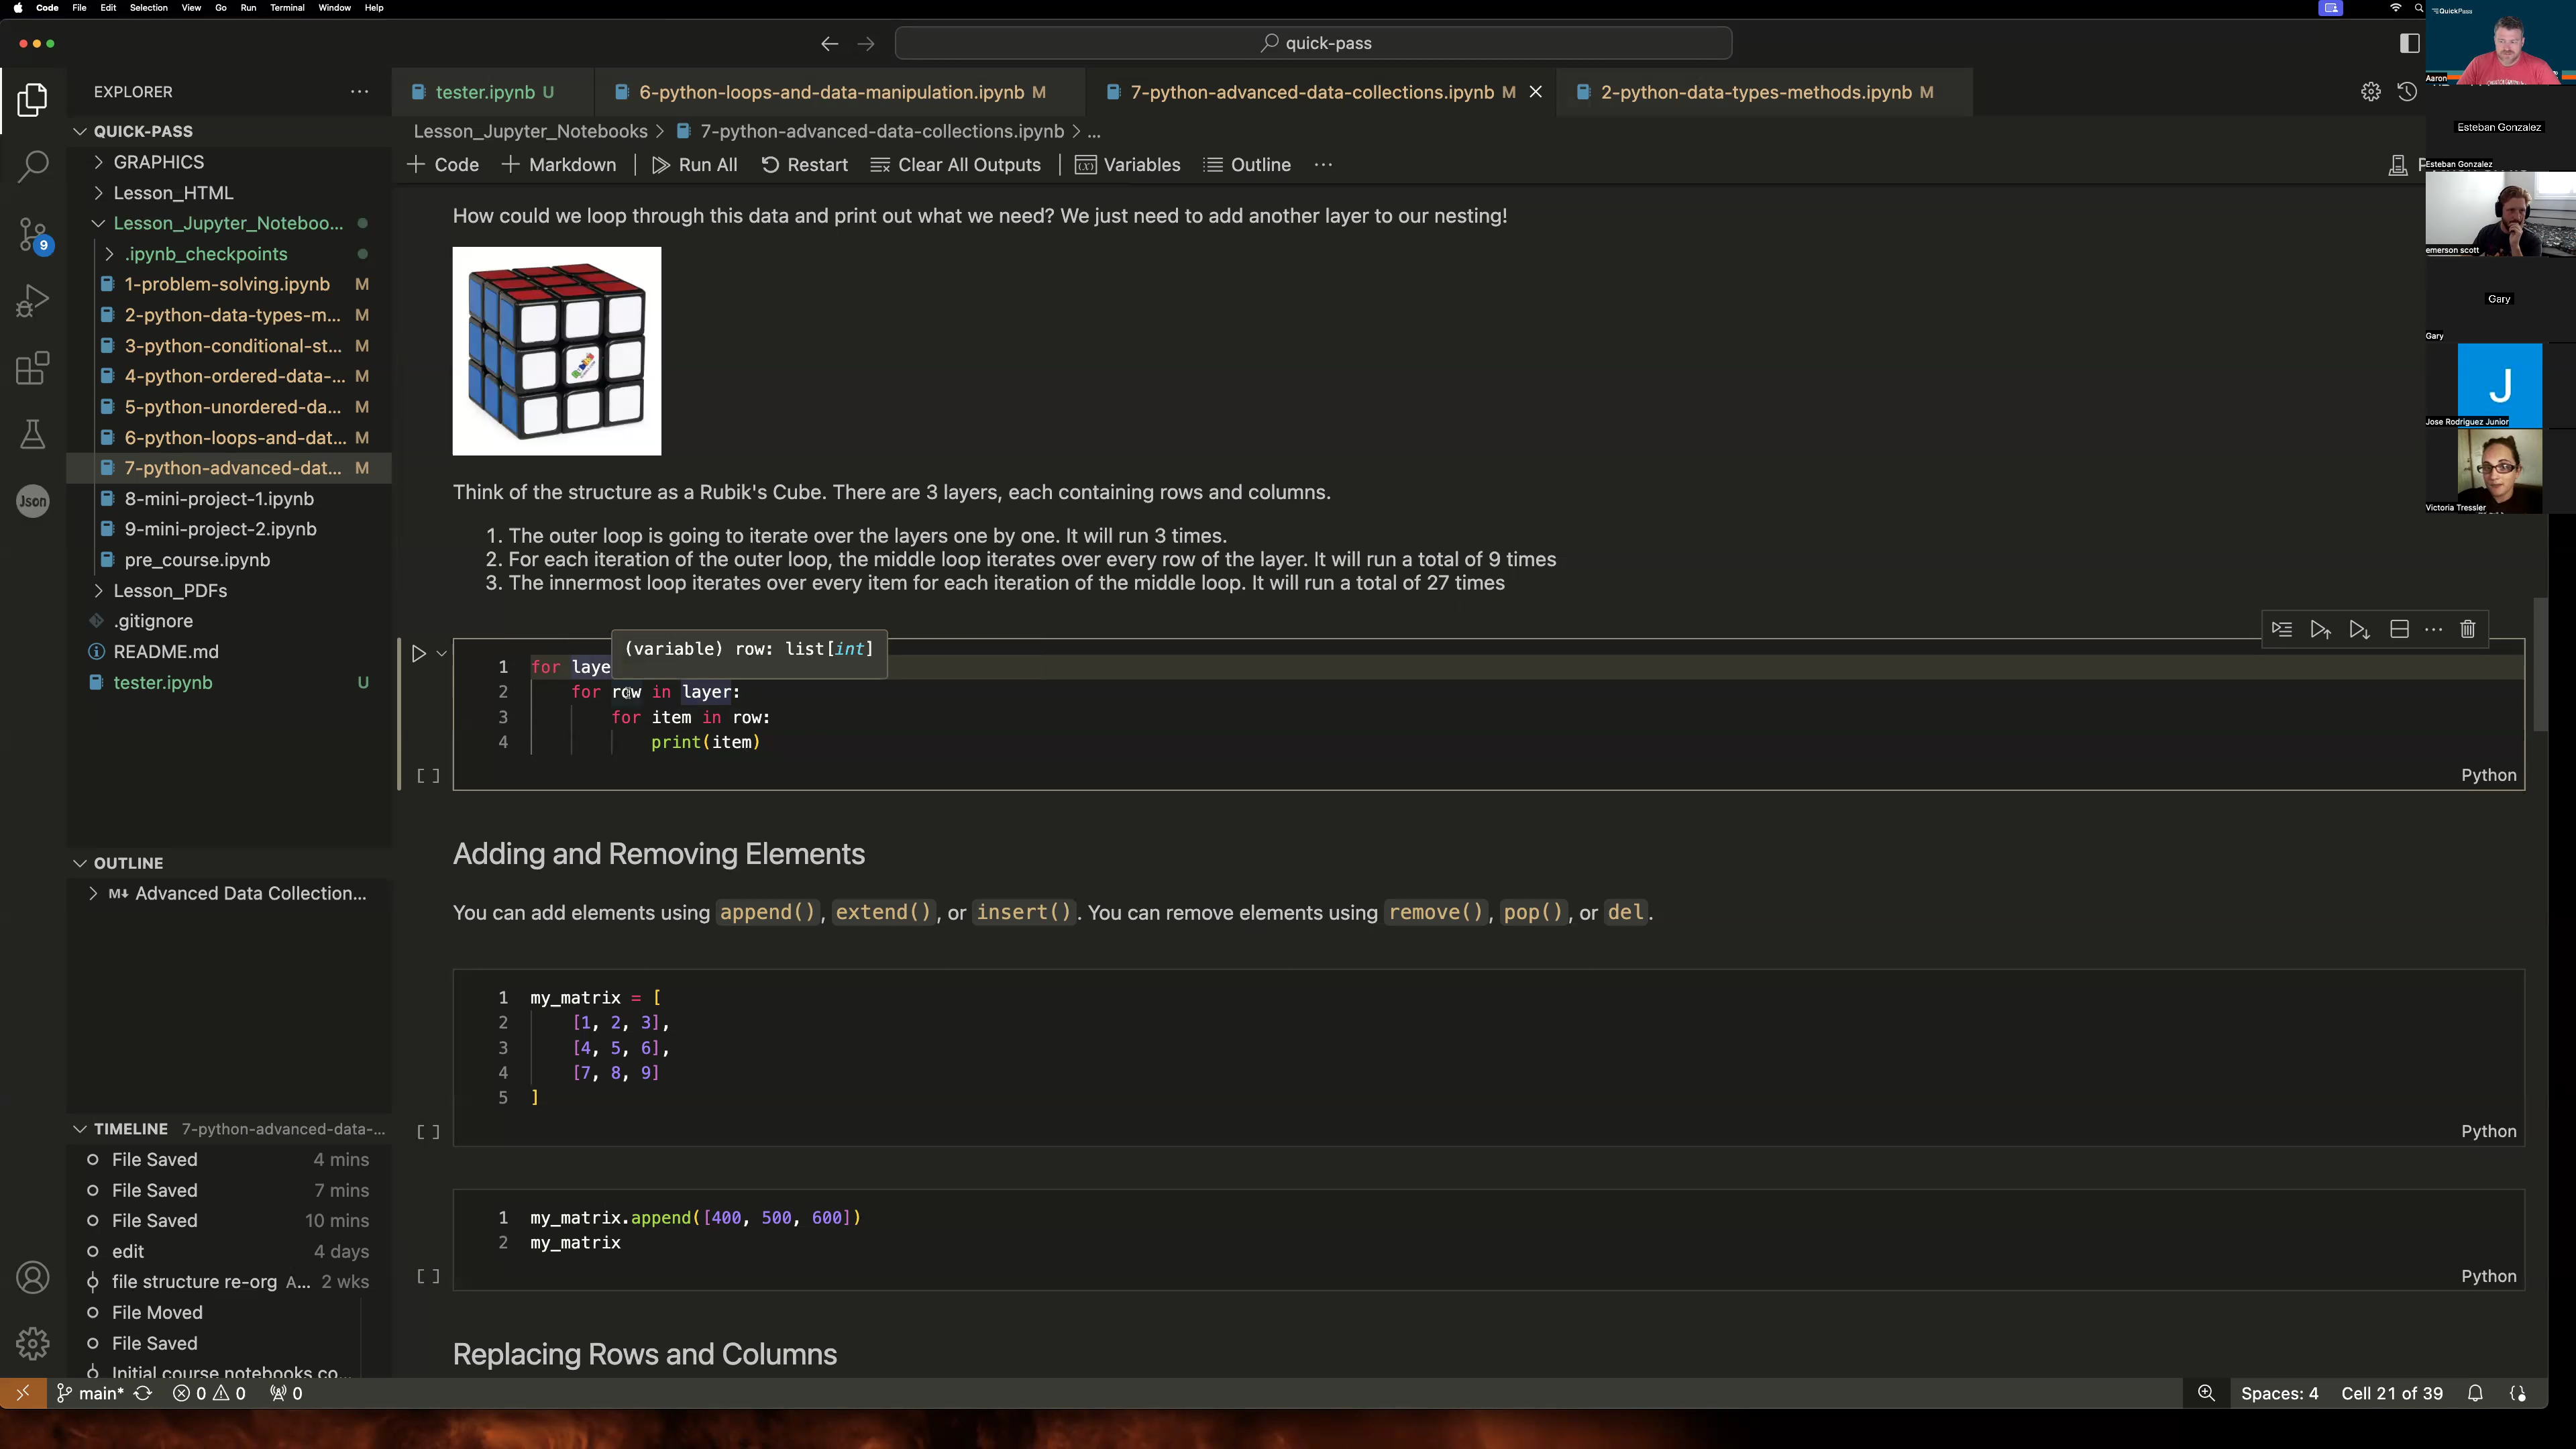 Code File Edit Selection View Go Run Terminal Window Help
quick-pass
EXPLORER
QUICK-PASS
GRAPHICS
Lesson_HTML
Lesson_Jupyter_Noteboo...
.ipynb_checkpoints
1-problem-solving.ipynb M
2-python-data-types-m... M
3-python-conditional-st... M
4-python-ordered-data-... M
5-python-unordered-da... M
6-python-loops-and-dat... M
7-python-advanced-dat... M
8-mini-project-1.ipynb
9-mini-project-2.ipynb
pre_course.ipynb
Lesson_PDFs
.gitignore
README.md
tester.ipynb U
9
Json
OUTLINE
M↓ Advanced Data Collection...
TIMELINE 7-python-advanced-data-...
File Saved 4 mins
File Saved 7 mins
File Saved 10 mins
edit 4 days
file structure re-org A... 2 wks
File Moved
File Saved
Initial course notebooks co...
tester.ipynb U
6-python-loops-and-data-manipulation.ipynb M
7-python-advanced-data-collections.ipynb M
2-python-data-types-methods.ipynb M
Lesson_Jupyter_Notebooks > 7-python-advanced-data-collections.ipynb > ...
+ Code + Markdown Run All Restart Clear All Outputs Variables Outline ...
How could we loop through this data and print out what we need? We just need to add another layer to our nesting!
Think of the structure as a Rubik's Cube. There are 3 layers, each containing rows and columns.
1. The outer loop is going to iterate over the layers one by one. It will run 3 times.
2. For each iteration of the outer loop, the middle loop iterates over every row of the layer. It will run a total of 9 times
3. The innermost loop iterates over every item for each iteration of the middle loop. It will run a total of 27 times
(variable) row: list[int]
1 for laye
2 for row in layer:
3 for item in row:
4 print(item)
[ ]
Python
Adding and Removing Elements
You can add elements using append(), extend(), or insert(). You can remove elements using remove(), pop(), or del.
1 my_matrix = [
2 [1, 2, 3],
3 [4, 5, 6],
4 [7, 8, 9]
5 ]
[ ]
Python
1 my_matrix.append([400, 500, 600])
2 my_matrix
[ ]
Python
Replacing Rows and Columns
main* 0 0 0
Spaces: 4 Cell 21 of 39
QuickPass
Aaron
Esteban Gonzalez
Esteban Gonzalez
emerson scott
Gary
Gary
J
Jose Rodriguez Junior
Victoria Tressler